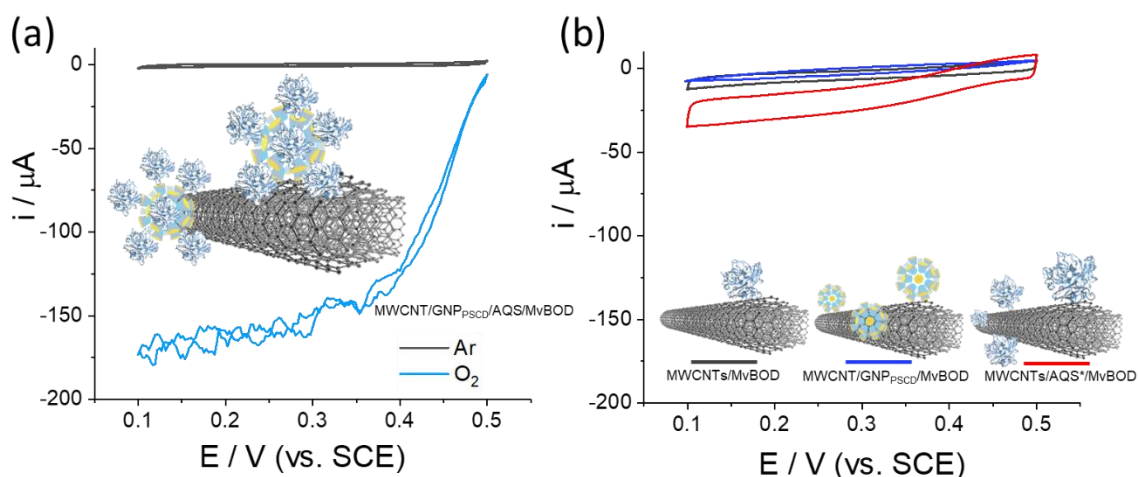 (a)
0
-50
-100
-150
-200
i / µA
MWCNT/GNPPSCD/AQS/MvBOD
Ar
O2
0.1 0.2 0.3 0.4 0.5
E / V (vs. SCE)
(b)
0
-50
-100
-150
-200
i / µA
MWCNTs/MvBOD MWCNT/GNPPSCD/MvBOD MWCNTs/AQS*/MvBOD
0.1 0.2 0.3 0.4 0.5
E / V (vs. SCE)